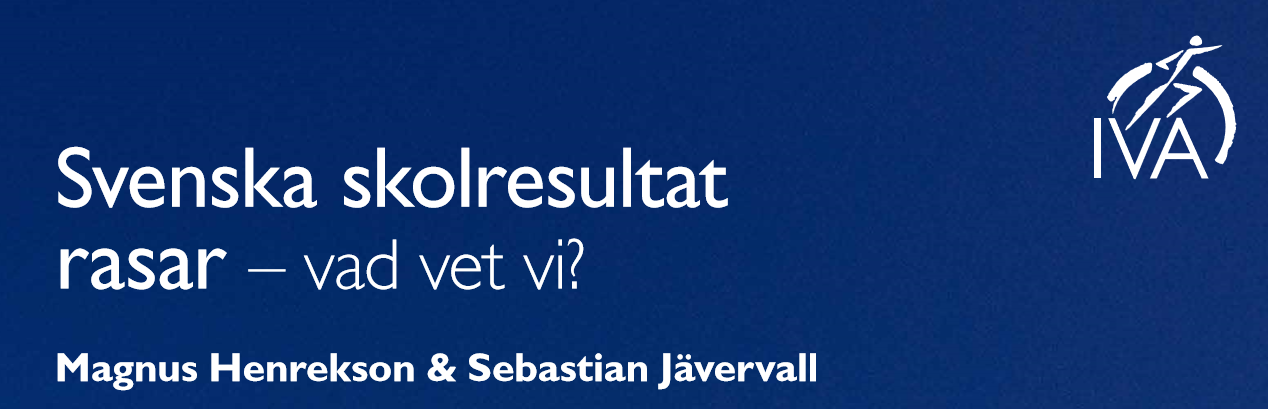 IVA
Svenska skolresultat
rasar – vad vet vi?
Magnus Henrekson & Sebastian Jävervall